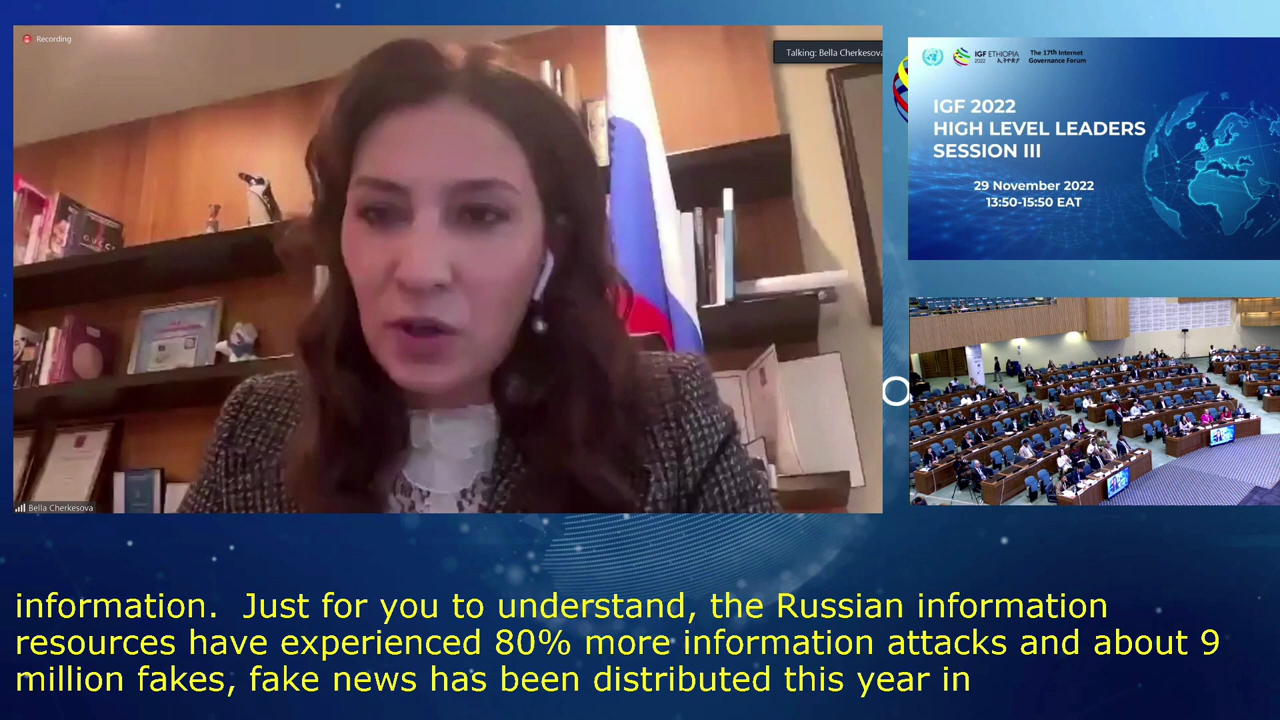 Recording
Talking: Bella Cherkesova
GUCCI
Bella Cherkesova
IGF ETHIOPIA
2022 ኢትዮጵያ
The 17th Internet
Governance Forum
IGF 2022
HIGH LEVEL LEADERS
SESSION III
29 November 2022
13:50-15:50 EAT
information.  Just for you to understand, the Russian information
resources have experienced 80% more information attacks and about 9
million fakes, fake news has been distributed this year in